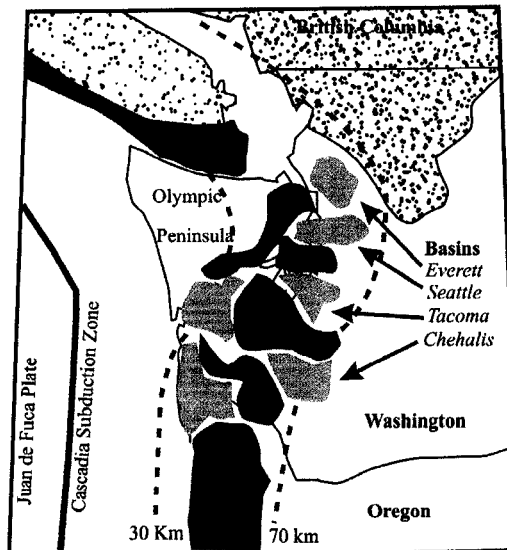 British Columbia
Olympic
Peninsula
Basins
Everett
Seattle
Tacoma
Chehalis
Juan de Fuca Plate
Cascadia Subduction Zone
Washington
Oregon
30 Km
70 km